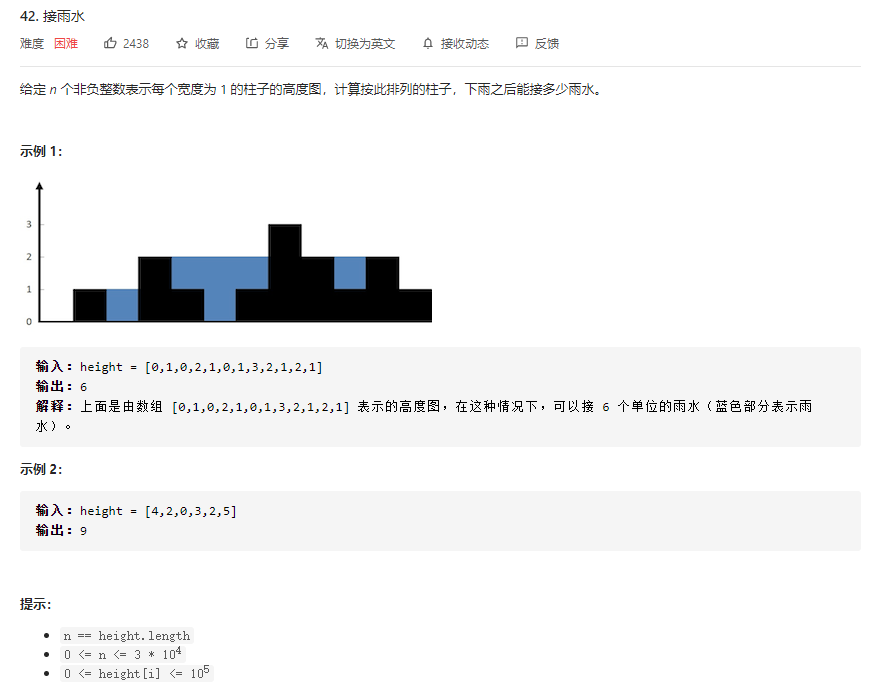 42. 接雨水
难度 困难 2438 收藏 分享 切换为英文 接收动态 反馈
给定 n 个非负整数表示每个宽度为 1 的柱子的高度图，计算按此排列的柱子，下雨之后能接多少雨水。
示例 1：
3
2
1
0
输入：height = [0,1,0,2,1,0,1,3,2,1,2,1]
输出：6
解释：上面是由数组 [0,1,0,2,1,0,1,3,2,1,2,1] 表示的高度图，在这种情况下，可以接 6 个单位的雨水（蓝色部分表示雨
水）。
示例 2：
输入：height = [4,2,0,3,2,5]
输出：9
提示：
n == height.length
0 <= n <= 3 * 10⁴
0 <= height[i] <= 10⁵